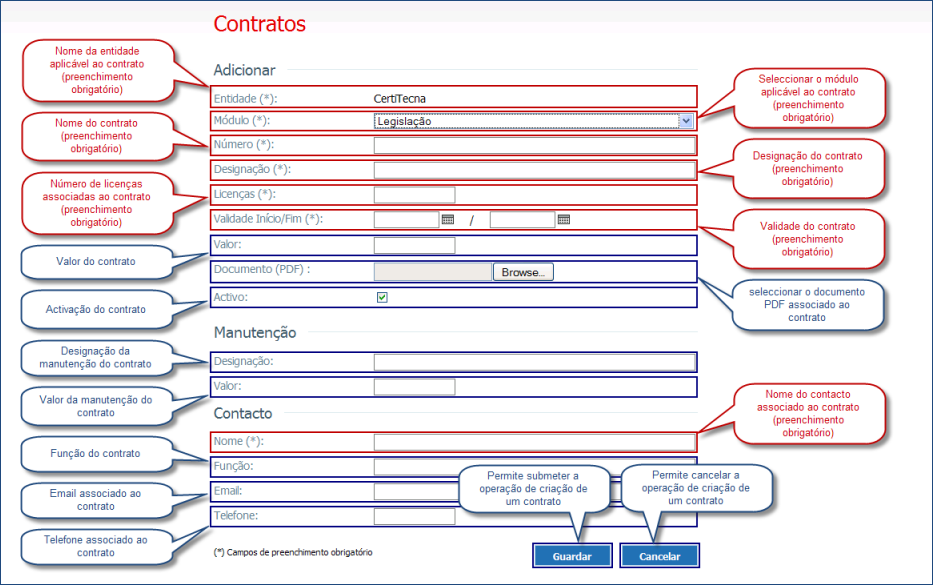 Contratos
Nome da entidade
aplicável ao contrato
(preenchimento
obrigatório)
Adicionar
Entidade (*):
CertiTecna
Seleccionar o módulo
aplicável ao contrato
(preenchimento
obrigatório)
Módulo (*):
Legislação
Nome do contrato
(preenchimento
obrigatório)
Número (*):
Designação (*):
Designação do contrato
(preenchimento
obrigatório)
Número de licenças
associadas ao contrato
(preenchimento
obrigatório)
Licenças (*):
Validade Início/Fim (*):
/
Validade do contrato
(preenchimento
obrigatório)
Valor do contrato
Valor:
Documento (PDF) :
Browse...
seleccionar o documento
PDF associado ao
contrato
Activação do contrato
Activo:
Manutenção
Designação da
manutenção do contrato
Designação:
Valor da manutenção do
contrato
Valor:
Contacto
Nome do contacto
associado ao contrato
(preenchimento
obrigatório)
Nome (*):
Função do contrato
Função:
Permite submeter a
operação de criação de
um contrato
Permite cancelar a
operação de criação de
um contrato
Email associado ao
contrato
Email:
Telefone:
Telefone associado ao
contrato
(*) Campos de preenchimento obrigatório
Guardar
Cancelar